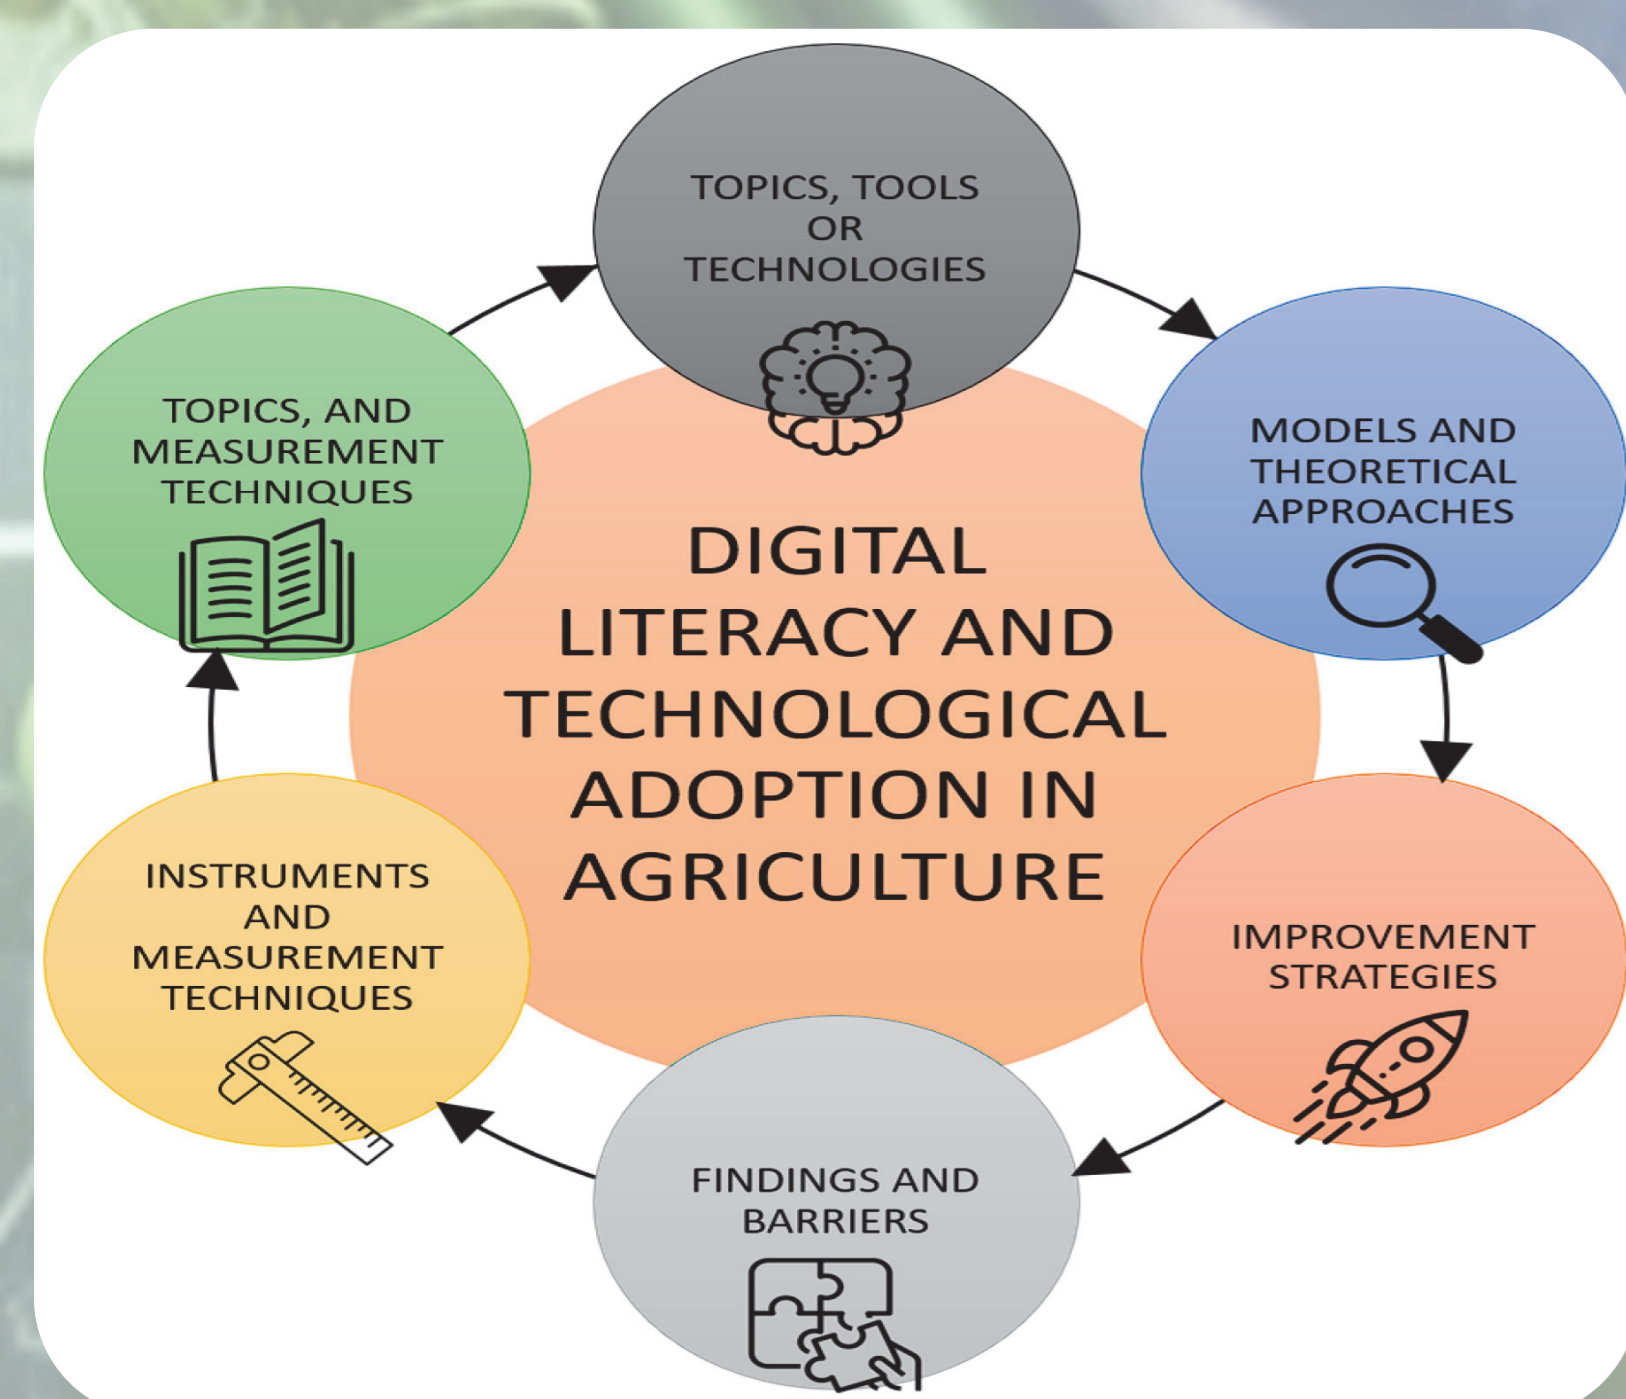 TOPICS, TOOLS
OR
TECHNOLOGIES
MODELS AND
THEORETICAL
APPROACHES
IMPROVEMENT
STRATEGIES
FINDINGS AND
BARRIERS
INSTRUMENTS
AND
MEASUREMENT
TECHNIQUES
TOPICS, AND
MEASUREMENT
TECHNIQUES
DIGITAL
LITERACY AND
TECHNOLOGICAL
ADOPTION IN
AGRICULTURE